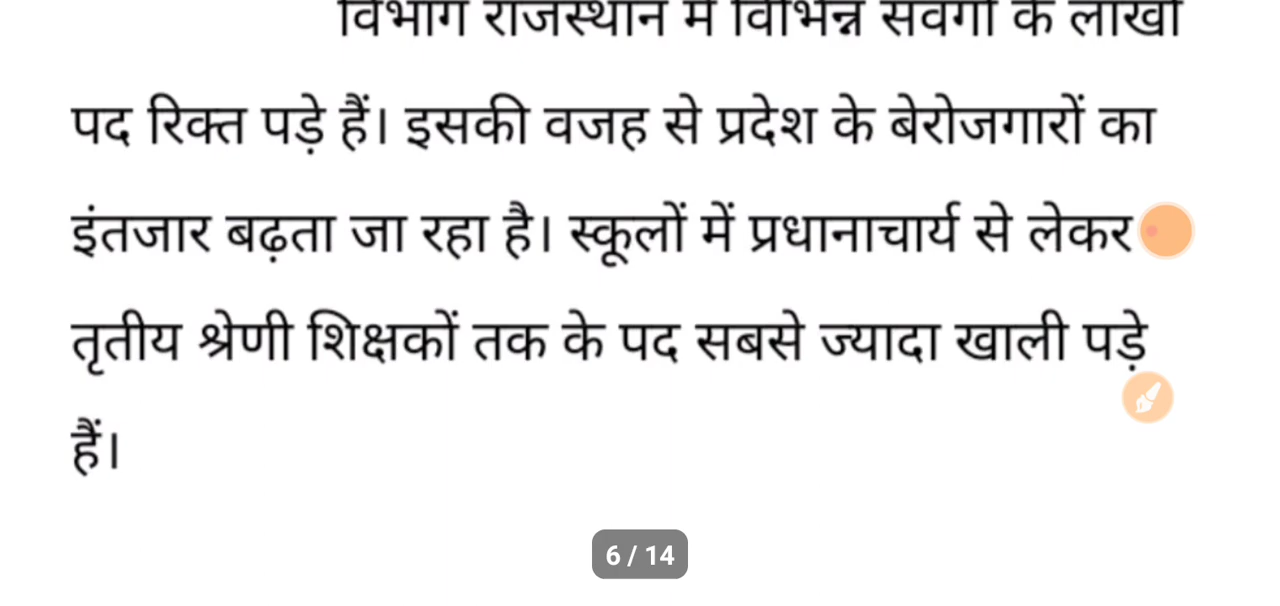 विभाग राजस्थान में विभिन्न संवर्गों के लाखों
पद रिक्त पड़े हैं। इसकी वजह से प्रदेश के बेरोजगारों का
इंतजार बढ़ता जा रहा है। स्कूलों में प्रधानाचार्य से लेकर
तृतीय श्रेणी शिक्षकों तक के पद सबसे ज्यादा खाली पड़े
हैं।
6 / 14